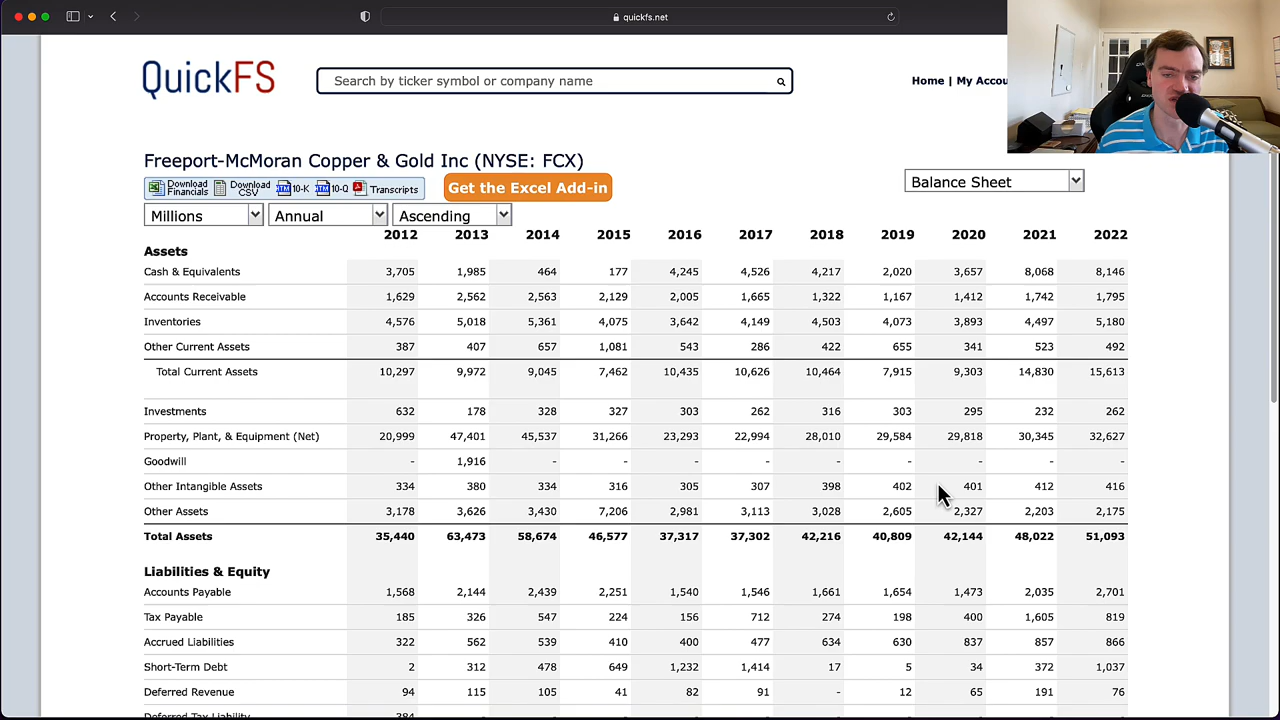 quickfs.net
QuickFS
Search by ticker symbol or company name
Home | My Accou
Freeport-McMoran Copper & Gold Inc (NYSE: FCX)
Download Financials Download CSV 10-K 10-Q Transcripts
Get the Excel Add-in
Balance Sheet
Millions Annual Ascending
2012 2013 2014 2015 2016 2017 2018 2019 2020 2021 2022
Assets
Cash & Equivalents 3,705 1,985 464 177 4,245 4,526 4,217 2,020 3,657 8,068 8,146
Accounts Receivable 1,629 2,562 2,563 2,129 2,005 1,665 1,322 1,167 1,412 1,742 1,795
Inventories 4,576 5,018 5,361 4,075 3,642 4,149 4,503 4,073 3,893 4,497 5,180
Other Current Assets 387 407 657 1,081 543 286 422 655 341 523 492
Total Current Assets 10,297 9,972 9,045 7,462 10,435 10,626 10,464 7,915 9,303 14,830 15,613
Investments 632 178 328 327 303 262 316 303 295 232 262
Property, Plant, & Equipment (Net) 20,999 47,401 45,537 31,266 23,293 22,994 28,010 29,584 29,818 30,345 32,627
Goodwill - 1,916 - - - - - - - - -
Other Intangible Assets 334 380 334 316 305 307 398 402 401 412 416
Other Assets 3,178 3,626 3,430 7,206 2,981 3,113 3,028 2,605 2,327 2,203 2,175
Total Assets 35,440 63,473 58,674 46,577 37,317 37,302 42,216 40,809 42,144 48,022 51,093
Liabilities & Equity
Accounts Payable 1,568 2,144 2,439 2,251 1,540 1,546 1,661 1,654 1,473 2,035 2,701
Tax Payable 185 326 547 224 156 712 274 198 400 1,605 819
Accrued Liabilities 322 562 539 410 400 477 634 630 837 857 866
Short-Term Debt 2 312 478 649 1,232 1,414 17 5 34 372 1,037
Deferred Revenue 94 115 105 41 82 91 - 12 65 191 76
Deferred Tax Liability 384